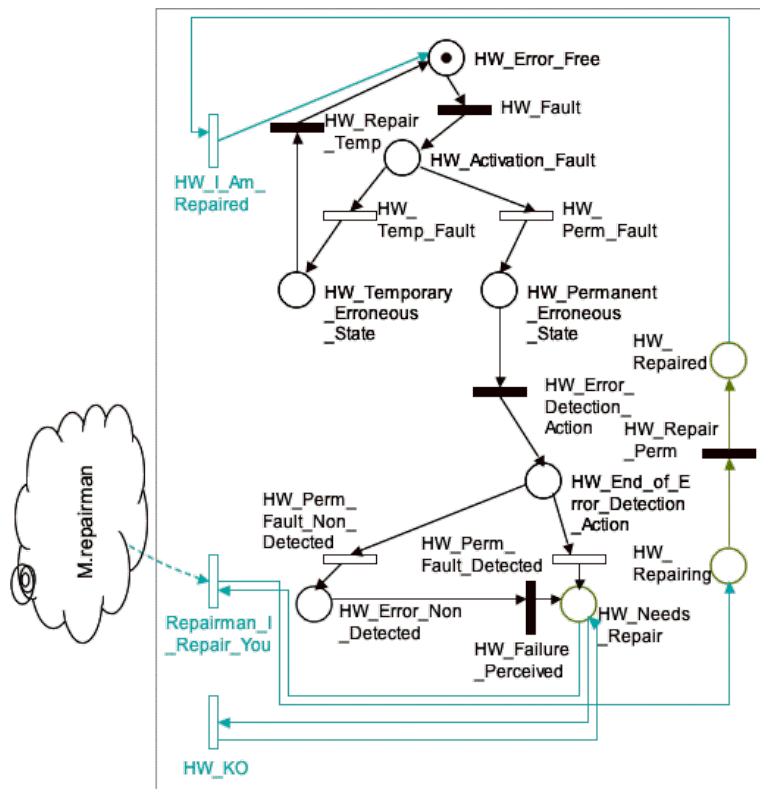 HW_Error_Free
HW_Fault
HW_Repair
_Temp
HW_Activation_Fault
HW_I_Am_
Repaired
HW_
Temp_Fault
HW_
Perm_Fault
HW_Temporary
_Erroneous
_State
HW_Permanent
_Erroneous
_State
HW_
Repaired
HW_Error_
Detection_
Action
HW_Repair
_Perm
M.repairman
HW_End_of_E
rror_Detection
_Action
HW_Perm_
Fault_Non_
Detected
HW_Perm_
Fault_Detected
HW_
Repairing
Repairman_I
_Repair_You
HW_Error_Non
_Detected
HW_Needs
_Repair
HW_Failure
_Perceived
HW_KO